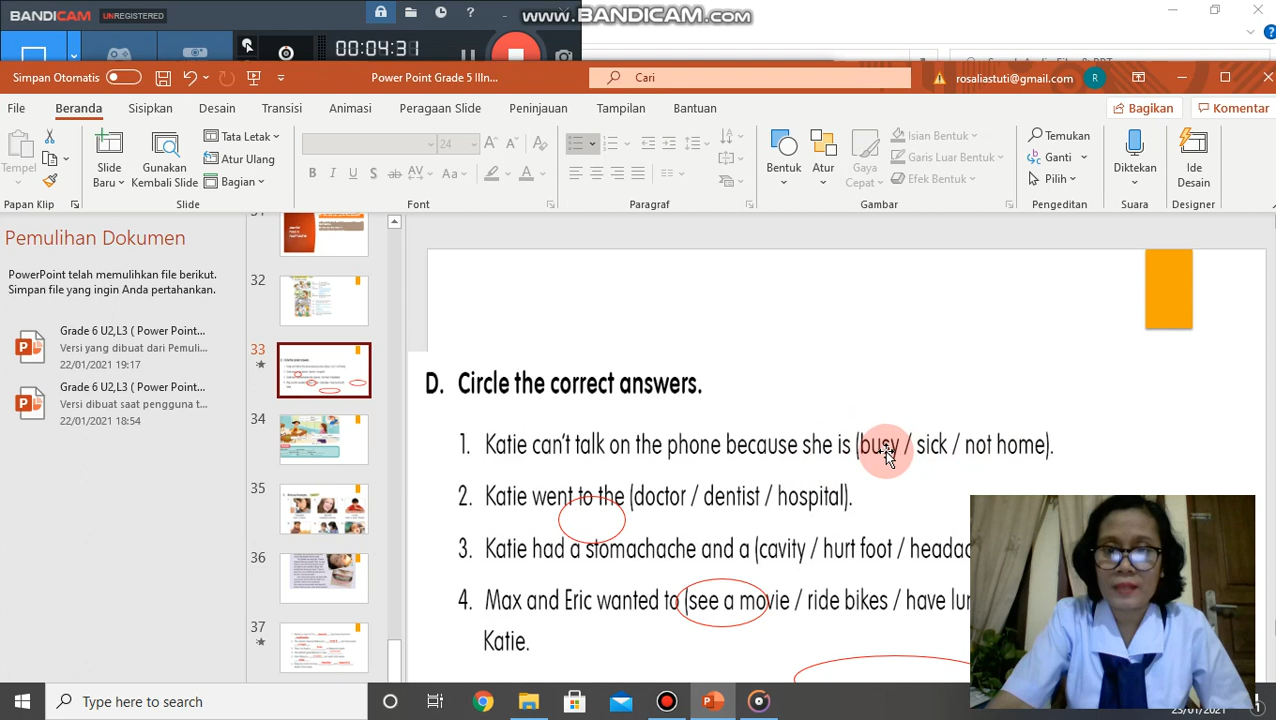 BANDICAM UNREGISTERED
www.BANDICAM.com
00:04:31
Simpan Otomatis
Power Point Grade 5 IIIn...
Cari
rosaliastuti@gmail.com
R
File Beranda Sisipkan Desain Transisi Animasi Peragaan Slide Peninjauan Tampilan Bantuan
Bagikan
Komentar
Tempel
Slide Baru
Gunakan Kembali Slide
Tata Letak
Atur Ulang
Bagian
24
Bentuk
Atur
Gaya Cepat
Isian Bentuk
Garis Luar Bentuk
Efek Bentuk
Temukan
Ganti
Pilih
Diktekan
Ide Desain
Papan Klip
Slide
Font
Paragraf
Gambar
Pengeditan
Suara
Designer
Pemulihan Dokumen
PowerPoint telah memulihkan file berikut.
Simpan file yang ingin Anda pertahankan.
Grade 6 U2,L3 ( Power Point...
Versi yang dibuat dari Pemuli...
22/01/2021 19:17
Grade 6 U2,L3 ( Power Point...
Versi dibuat saat pengguna t...
22/01/2021 18:54
32
33
34
35
36
37
D. Circle the correct answers.
1. Katie can't talk on the phone because she is (busy / sick / not home).
2. Katie went to the (doctor / dentist / hospital).
3. Katie had a stomachache and a (cavity / hurt foot / headac
4. Max and Eric wanted to (see a movie / ride bikes / have lun
Katie.
Type here to search
23/01/2021